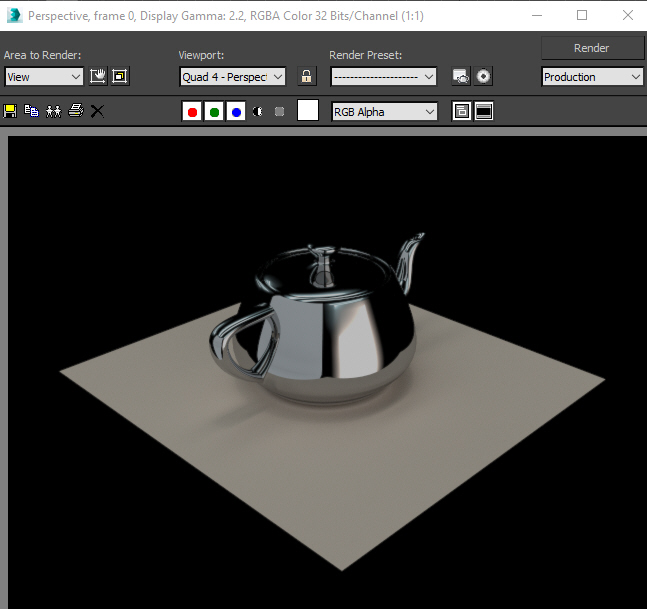 Perspective, frame 0, Display Gamma: 2.2, RGBA Color 32 Bits/Channel (1:1)
Area to Render:
Viewport:
Render Preset:
Render
View
Quad 4 - Perspect
Production
RGB Alpha